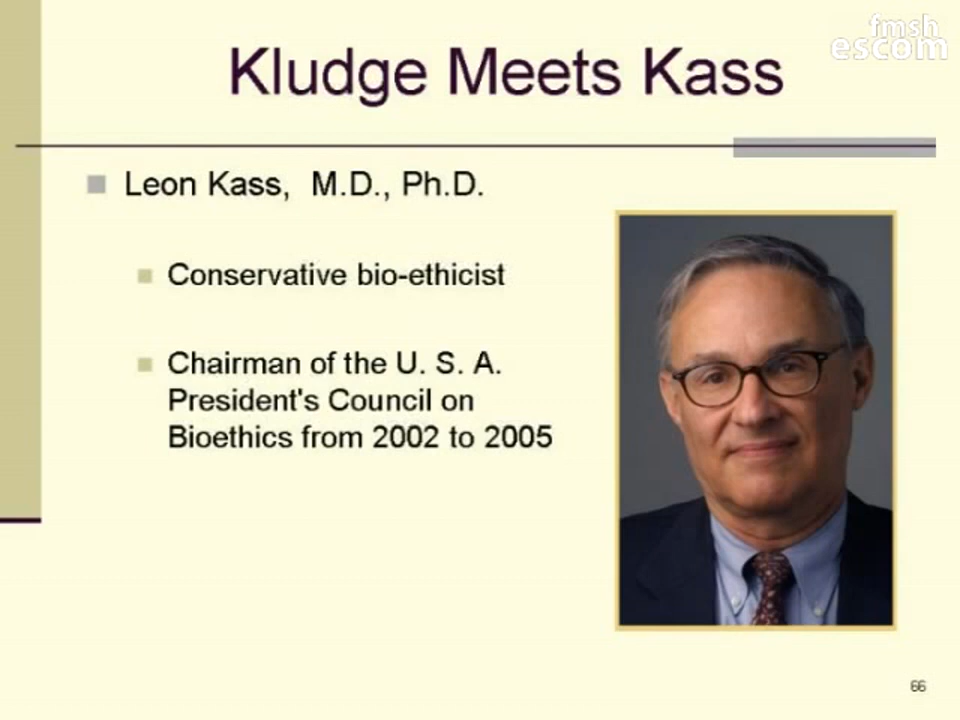 fmsh
escom
Kludge Meets Kass
Leon Kass, M.D., Ph.D.
Conservative bio-ethicist
Chairman of the U. S. A.
President's Council on
Bioethics from 2002 to 2005
66